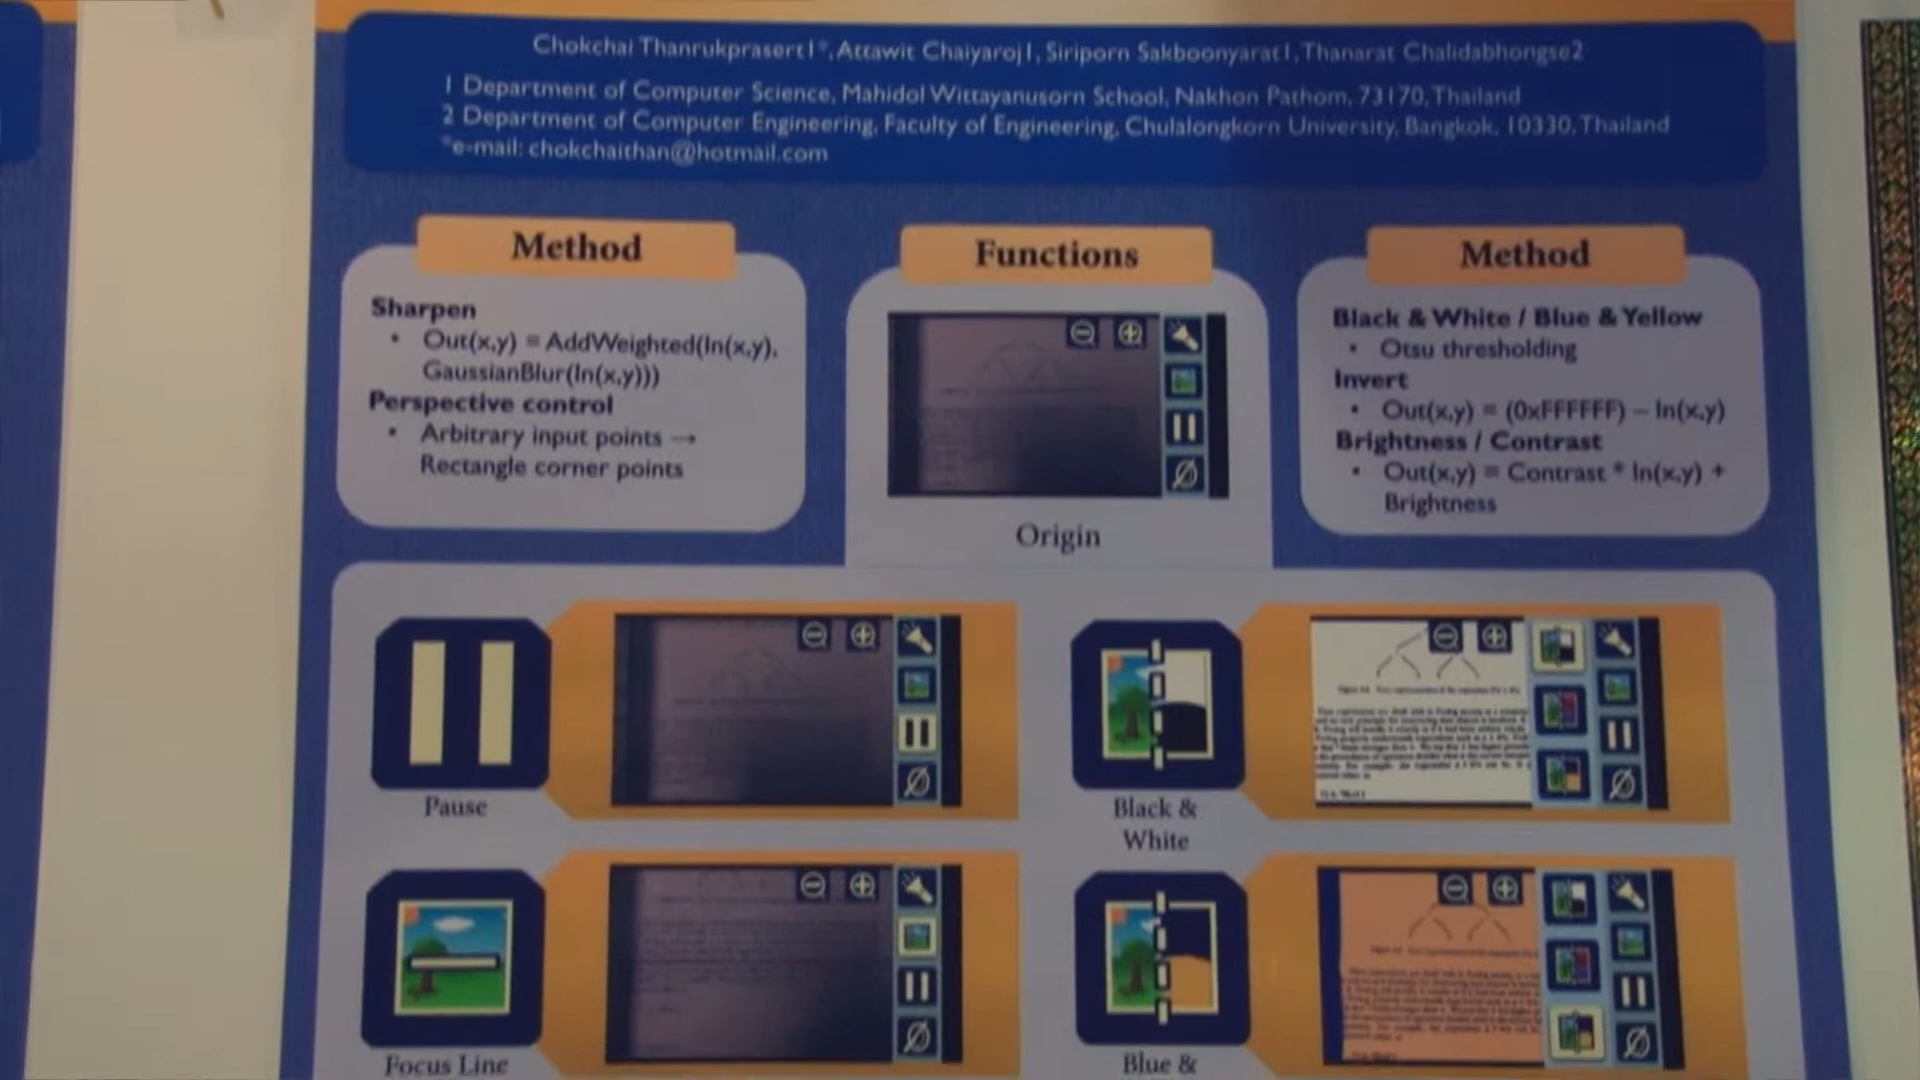 Chokchai Thanrukprasert1*, Attawit Chaiyaroj1, Siriporn Sakboonyarat1, Thanarat Chalidabhongse2
1 Department of Computer Science, Mahidol Wittayanusorn School, Nakhon Pathom, 73170, Thailand
2 Department of Computer Engineering, Faculty of Engineering, Chulalongkorn University, Bangkok, 10330, Thailand
*e-mail: chokchaithan@hotmail.com
Method
Sharpen
• Out(x,y) = AddWeighted(In(x,y),
GaussianBlur(In(x,y)))
Perspective control
• Arbitrary input points →
Rectangle corner points
Functions
Origin
Method
Black & White / Blue & Yellow
• Otsu thresholding
Invert
• Out(x,y) = (0xFFFFFF) – In(x,y)
Brightness / Contrast
• Out(x,y) = Contrast * In(x,y) +
Brightness
Pause
Black &
White
Focus Line
Blue &